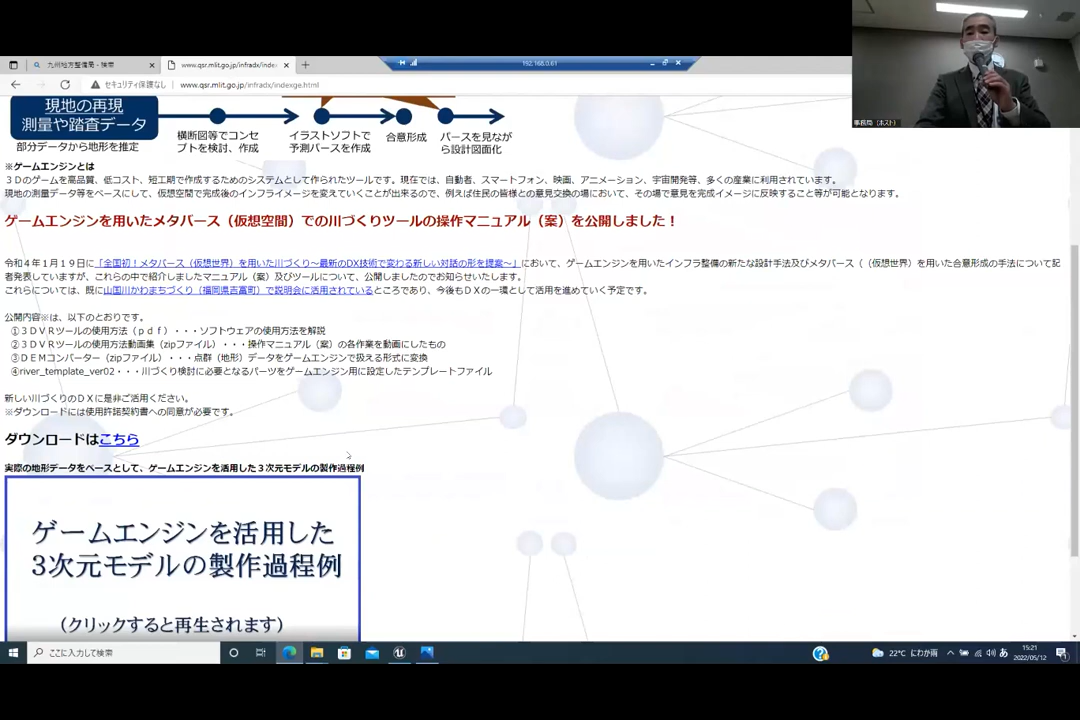 九州地方整備局 - 検索
www.qsr.mlit.go.jp/infradx/index
192.168.0.61
セキュリティ保護なし
www.qsr.mlit.go.jp/infradx/indexge.html
事務局 (ホスト)
現地の再現
測量や踏査データ
部分データから地形を推定
横断図等でコンセ
プトを検討、作成
イラストソフトで
予測パースを作成
合意形成
パースを見なが
ら設計図面化
※ゲームエンジンとは
3Dのゲームを高品質、低コスト、短工期で作成するためのシステムとして作られたツールです。現在では、自動者、スマートフォン、映画、アニメーション、宇宙開発等、多くの産業に利用されています。
現地の測量データ等をベースにして、仮想空間で完成後のインフライメージを変えていくことが出来るので、例えば住民の皆様との意見交換の場において、その場で意見を完成イメージに反映すること等が可能となります。
ゲームエンジンを用いたメタバース（仮想空間）での川づくりツールの操作マニュアル（案）を公開しました！
令和４年１月１９日に「全国初！メタバース（仮想世界）を用いた川づくり～最新のDX技術で変わる新しい対話の形を提案～」において、ゲームエンジンを用いたインフラ整備の新たな設計手法及びメタバース（（仮想世界）を用いた合意形成の手法について記
者発表していますが、これらの中で紹介しましたマニュアル（案）及びツールについて、公開しましたのでお知らせいたします。
これらについては、既に山国川かわまちづくり（福岡県吉富町）で説明会に活用されているところであり、今後もＤＸの一環として活用を進めていく予定です。
公開内容※は、以下のとおりです。
①３ＤＶＲツールの使用方法（ｐｄｆ）・・・ソフトウェアの使用方法を解説
②３ＤＶＲツールの使用方法動画集（zipファイル）・・・操作マニュアル（案）の各作業を動画にしたもの
③ＤＥＭコンバーター（zipファイル）・・・点群（地形）データをゲームエンジンで扱える形式に変換
④river_template_ver02・・・川づくり検討に必要となるパーツをゲームエンジン用に設定したテンプレートファイル
新しい川づくりのＤＸに是非ご活用ください。
※ダウンロードには使用許諾契約書への同意が必要です。
ダウンロードはこちら
実際の地形データをベースとして、ゲームエンジンを活用した３次元モデルの製作過程例
ゲームエンジンを活用した
3次元モデルの製作過程例
（クリックすると再生されます）
ここに入力して検索
22℃ にわか雨
あ
15:21
2022/05/12